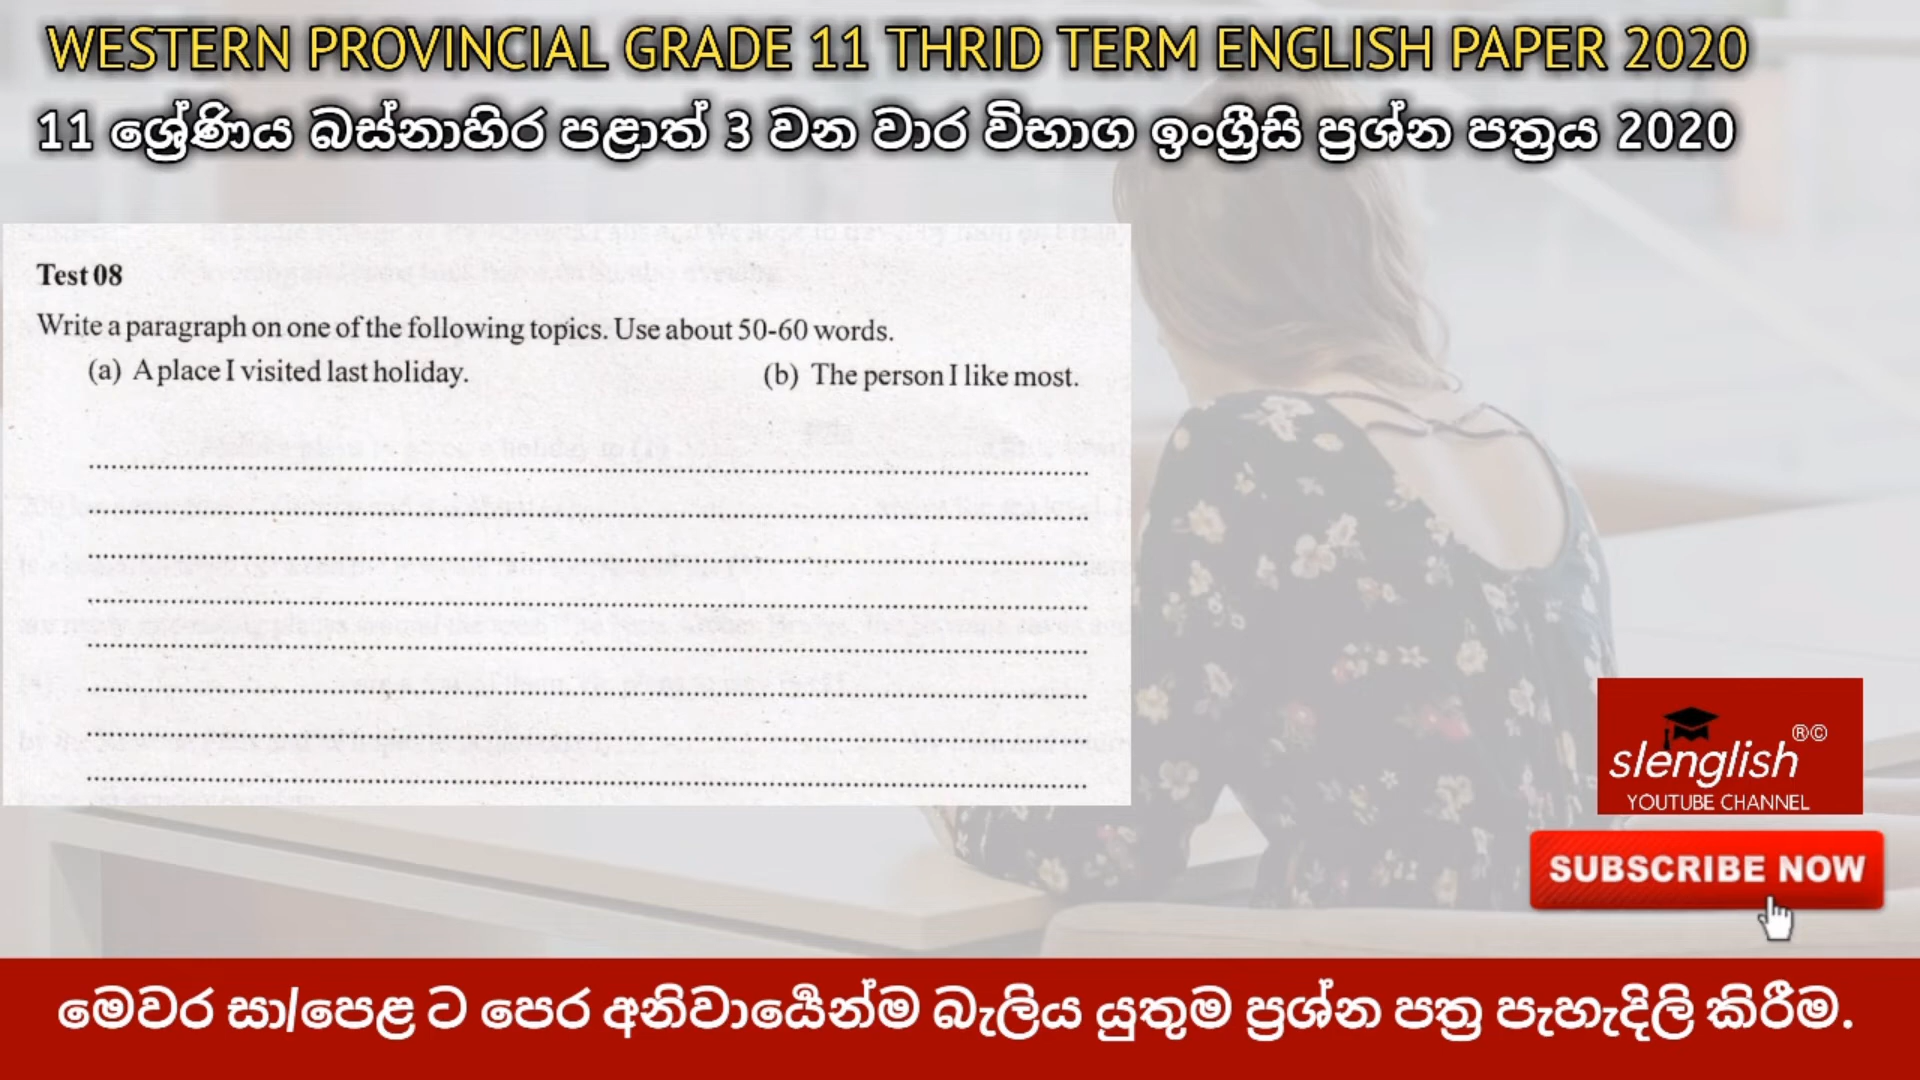 WESTERN PROVINCIAL GRADE 11 THRID TERM ENGLISH PAPER 2020
11 ශ්‍රේණිය බස්නාහිර පළාත් 3 වන වාර විභාග ඉංග්‍රීසි ප්‍රශ්න පත්‍රය 2020
Test 08
Write a paragraph on one of the following topics. Use about 50-60 words.
(a) A place I visited last holiday. (b) The person I like most.
slenglish ®©
YOUTUBE CHANNEL
SUBSCRIBE NOW
මෙවර සා/පෙළ ට පෙර අනිවාර්යෙන්ම බැලිය යුතුම ප්‍රශ්න පත්‍ර පැහැදිලි කිරීම.